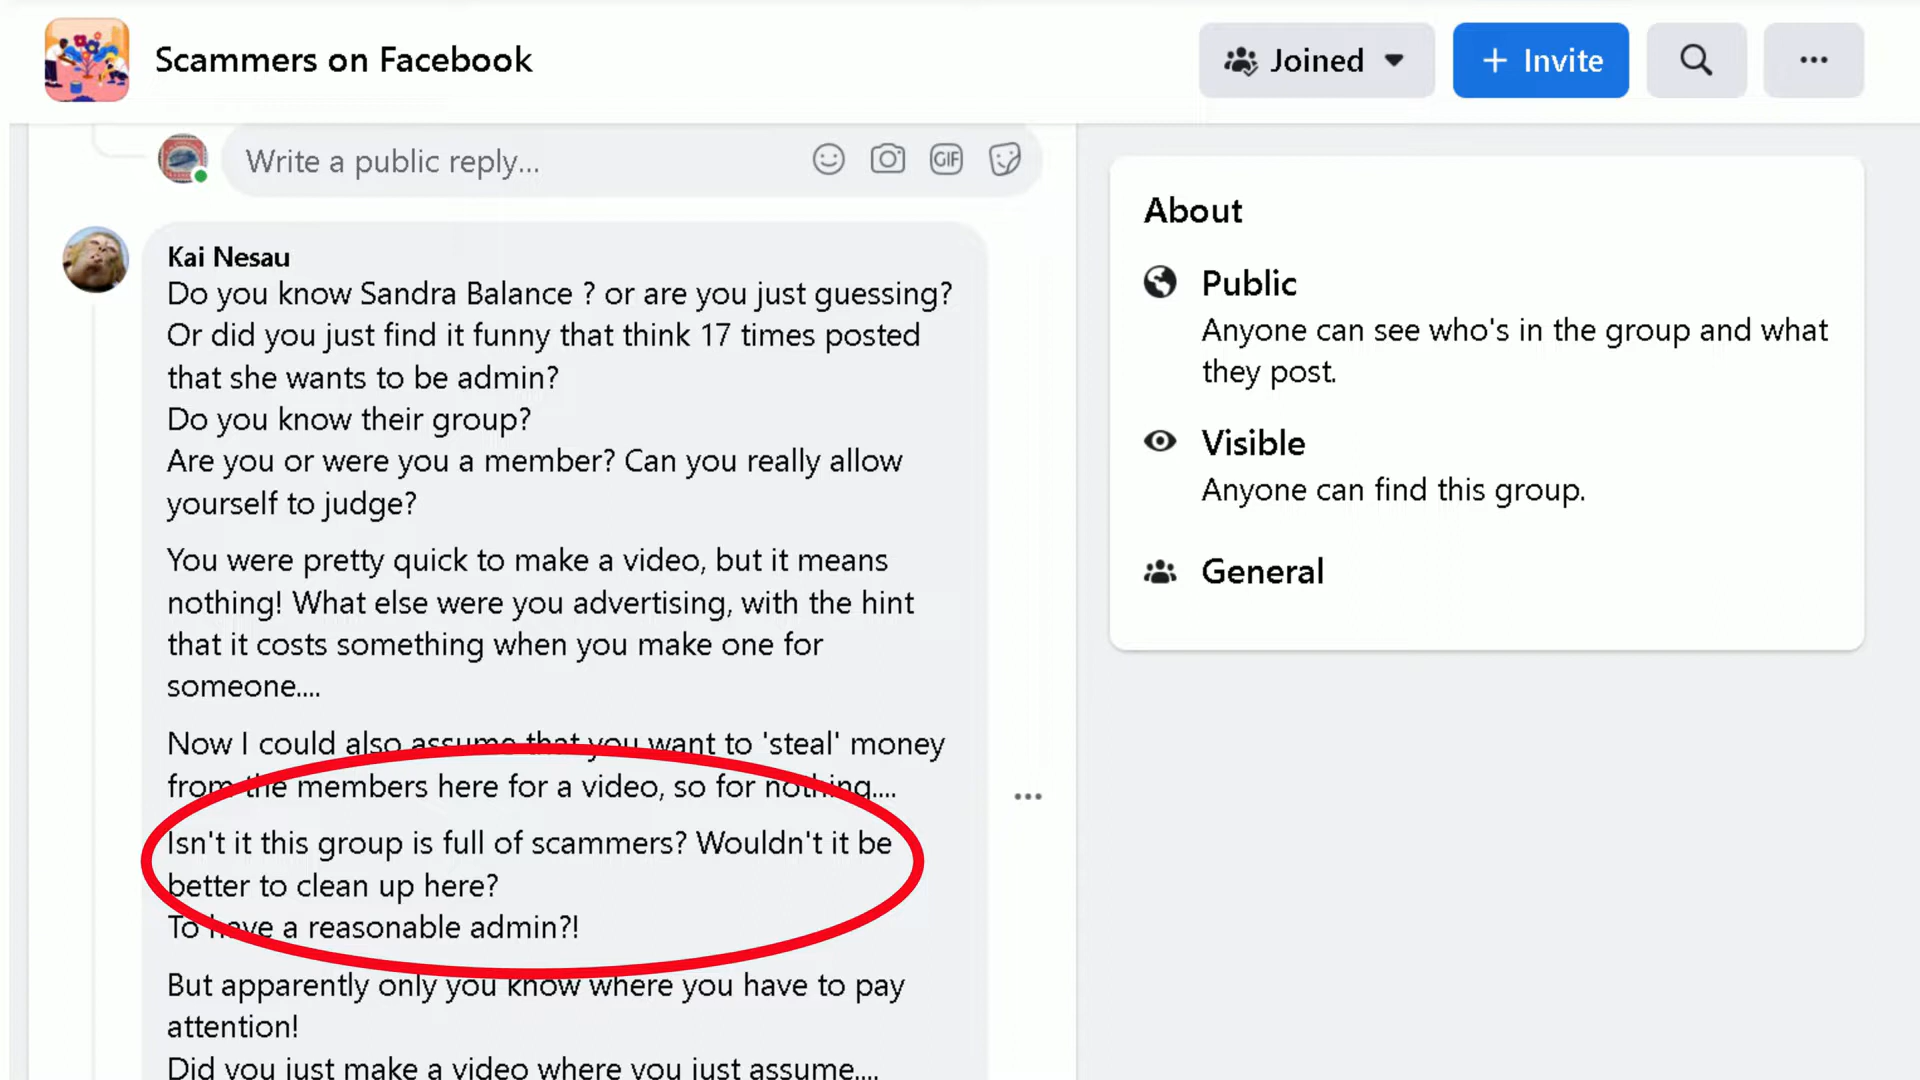 Scammers on Facebook
Joined
+ Invite
Write a public reply...
GIF
Kai Nesau
Do you know Sandra Balance ? or are you just guessing?
Or did you just find it funny that think 17 times posted
that she wants to be admin?
Do you know their group?
Are you or were you a member? Can you really allow
yourself to judge?
You were pretty quick to make a video, but it means
nothing! What else were you advertising, with the hint
that it costs something when you make one for
someone....
Now I could also assume that you want to 'steal' money
from the members here for a video, so for nothing....
Isn't it this group is full of scammers? Wouldn't it be
better to clean up here?
To have a reasonable admin?!
But apparently only you know where you have to pay
attention!
Did you just make a video where you just assume....
About
Public
Anyone can see who's in the group and what
they post.
Visible
Anyone can find this group.
General